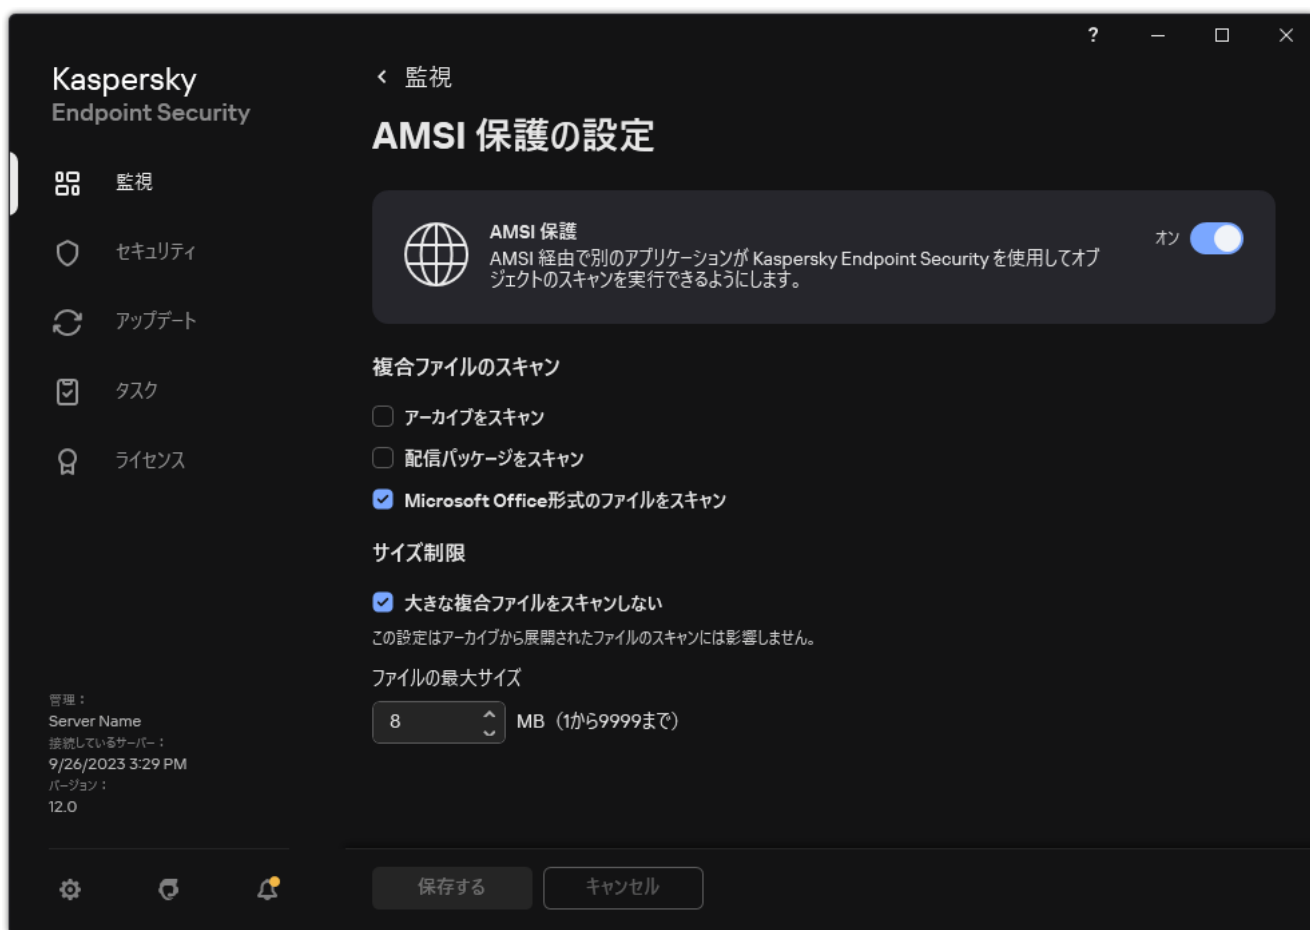 ?
Kaspersky
Endpoint Security
監視
セキュリティ
アップデート
タスク
ライセンス
管理：
Server Name
接続しているサーバー：
9/26/2023 3:29 PM
バージョン：
12.0
監視
AMSI 保護の設定
AMSI 保護
AMSI 経由で別のアプリケーションが Kaspersky Endpoint Security を使用してオブ
ジェクトのスキャンを実行できるようにします。
オン
複合ファイルのスキャン
アーカイブをスキャン
配信パッケージをスキャン
Microsoft Office形式のファイルをスキャン
サイズ制限
大きな複合ファイルをスキャンしない
この設定はアーカイブから展開されたファイルのスキャンには影響しません。
ファイルの最大サイズ
8 MB（1から9999まで）
保存する
キャンセル